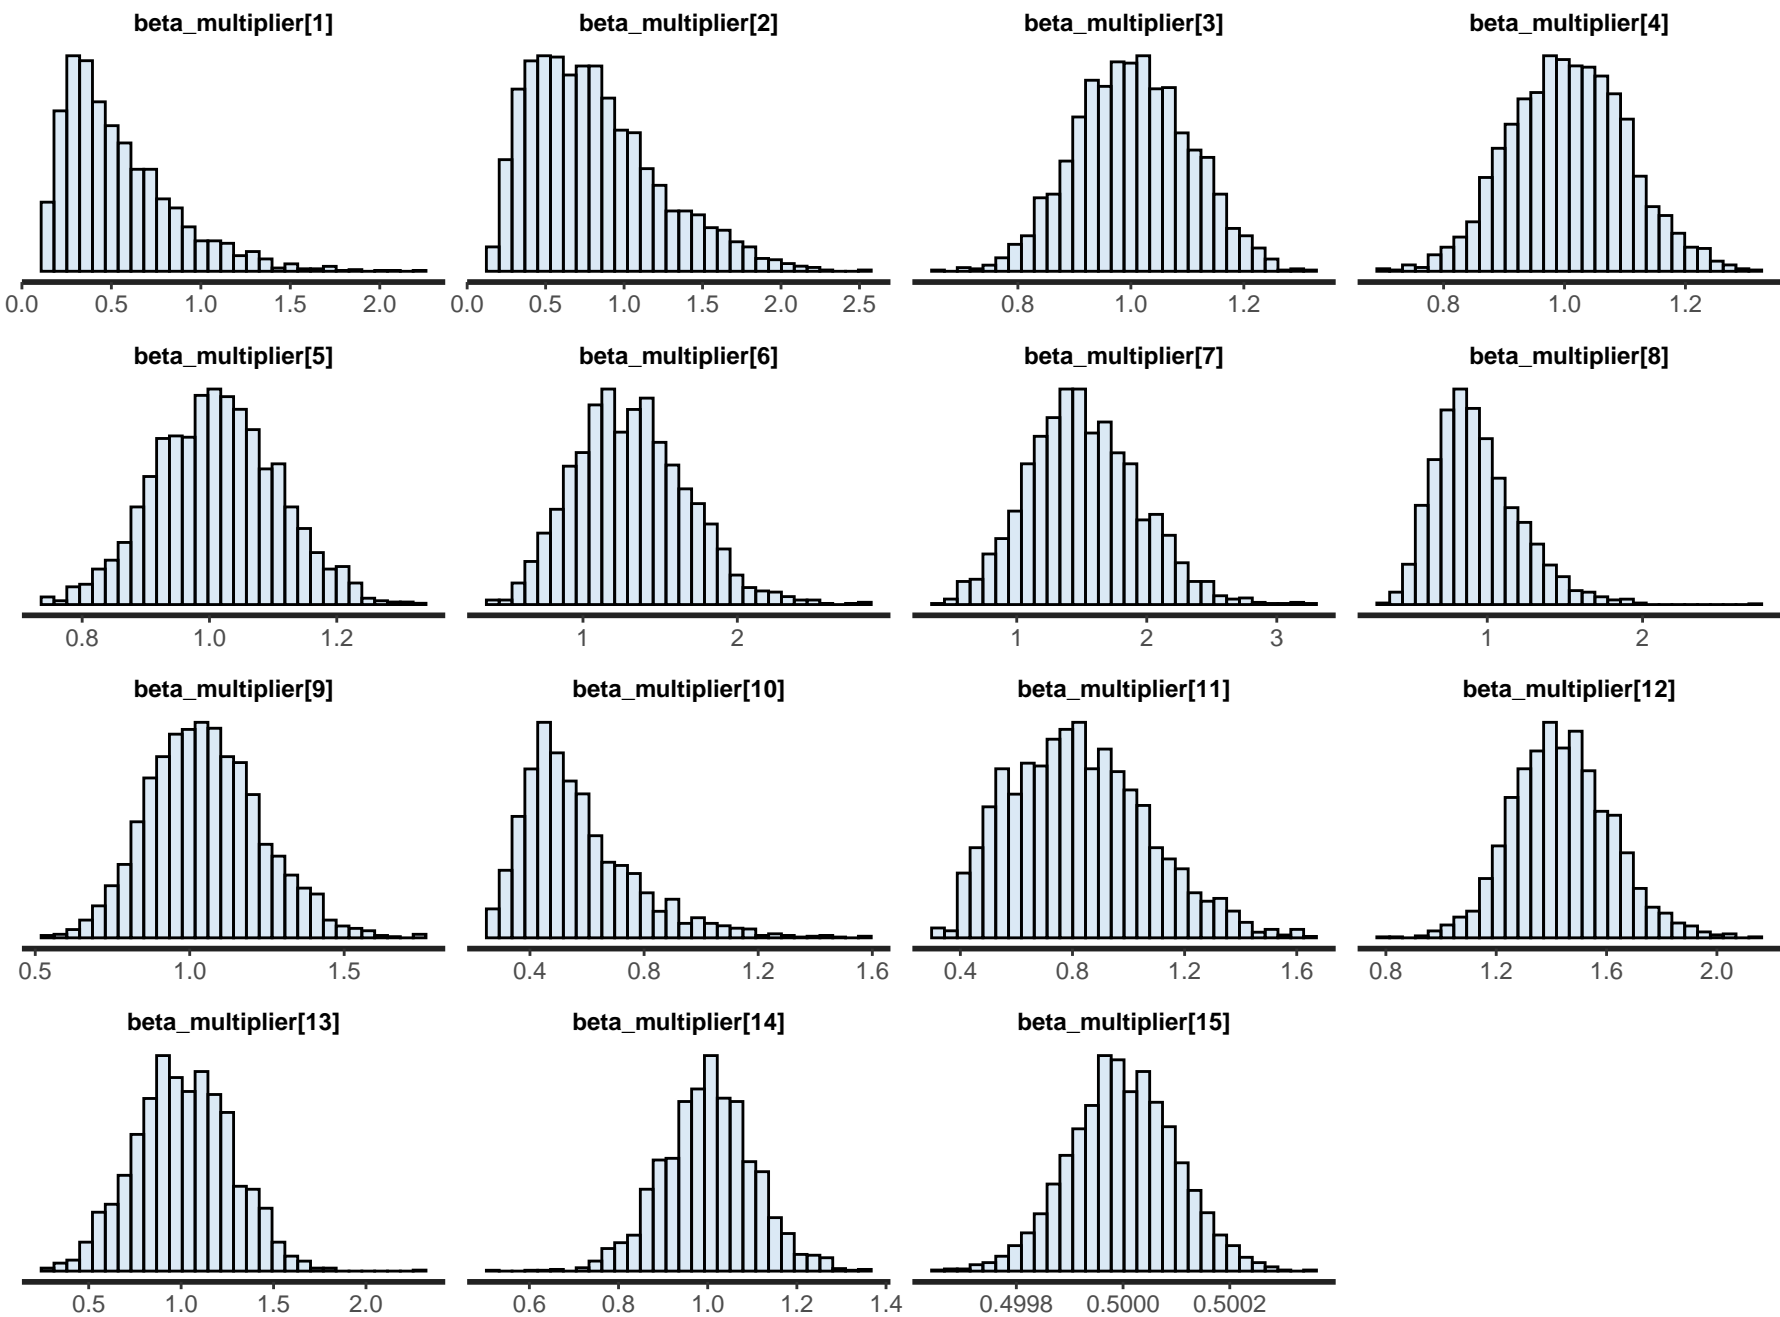 beta_multiplier[1] beta_multiplier[2] beta_multiplier[3] beta_multiplier[4]
0.0 0.5 1.0 1.5 2.0 0.0 0.5 1.0 1.5 2.0 2.5 0.8 1.0 1.2 0.8 1.0 1.2
beta_multiplier[5] beta_multiplier[6] beta_multiplier[7] beta_multiplier[8]
0.8 1.0 1.2 1 2 1 2 3 1 2
beta_multiplier[9] beta_multiplier[10] beta_multiplier[11] beta_multiplier[12]
0.5 1.0 1.5 0.4 0.8 1.2 1.6 0.4 0.8 1.2 1.6 0.8 1.2 1.6 2.0
beta_multiplier[13] beta_multiplier[14] beta_multiplier[15]
0.5 1.0 1.5 2.0 0.6 0.8 1.0 1.2 1.4 0.4998 0.5000 0.5002